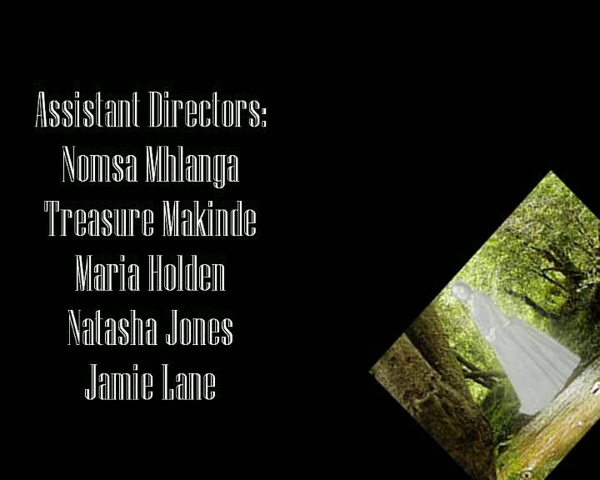 Assistant Directors:
Nomsa Mhlanga
Treasure Makinde
Maria Holden
Natasha Jones
Jamie Lane